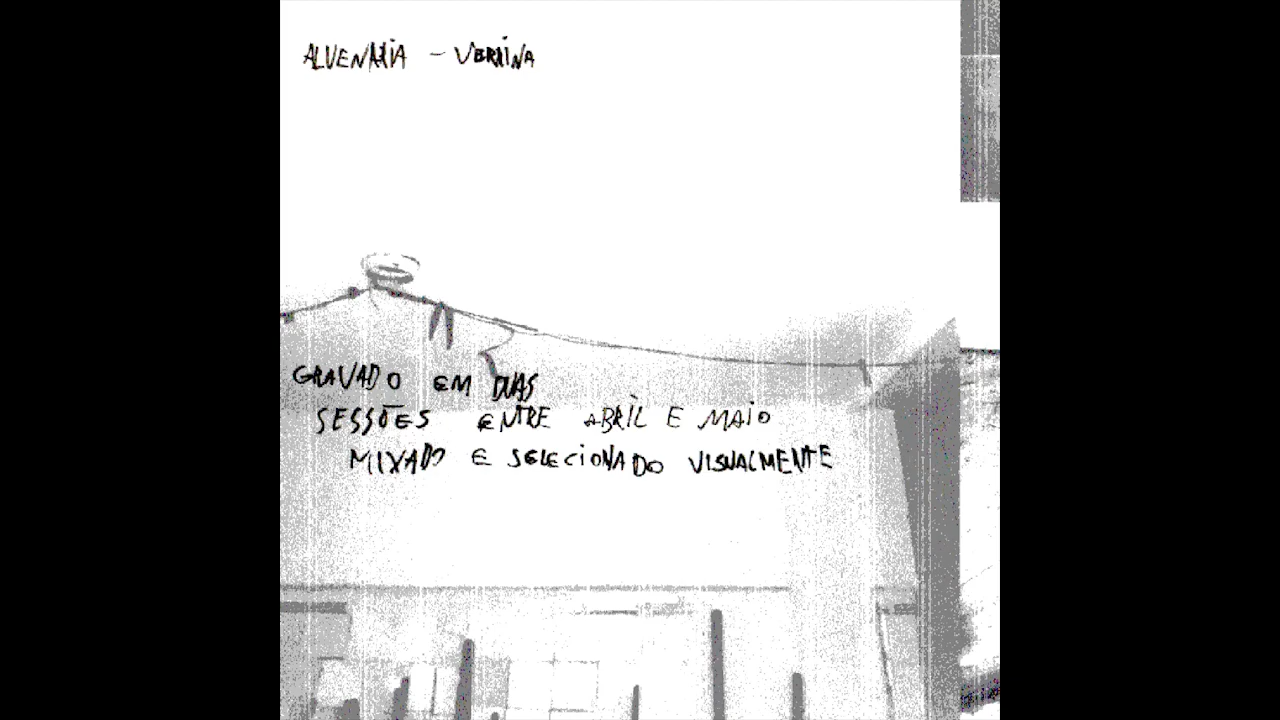 ALVENARIA - VERRINA
GRAVADO EM DUAS
SESSÕES ENTRE ABRIL E MAIO
MIXADO E SELECIONADO VISUALMENTE